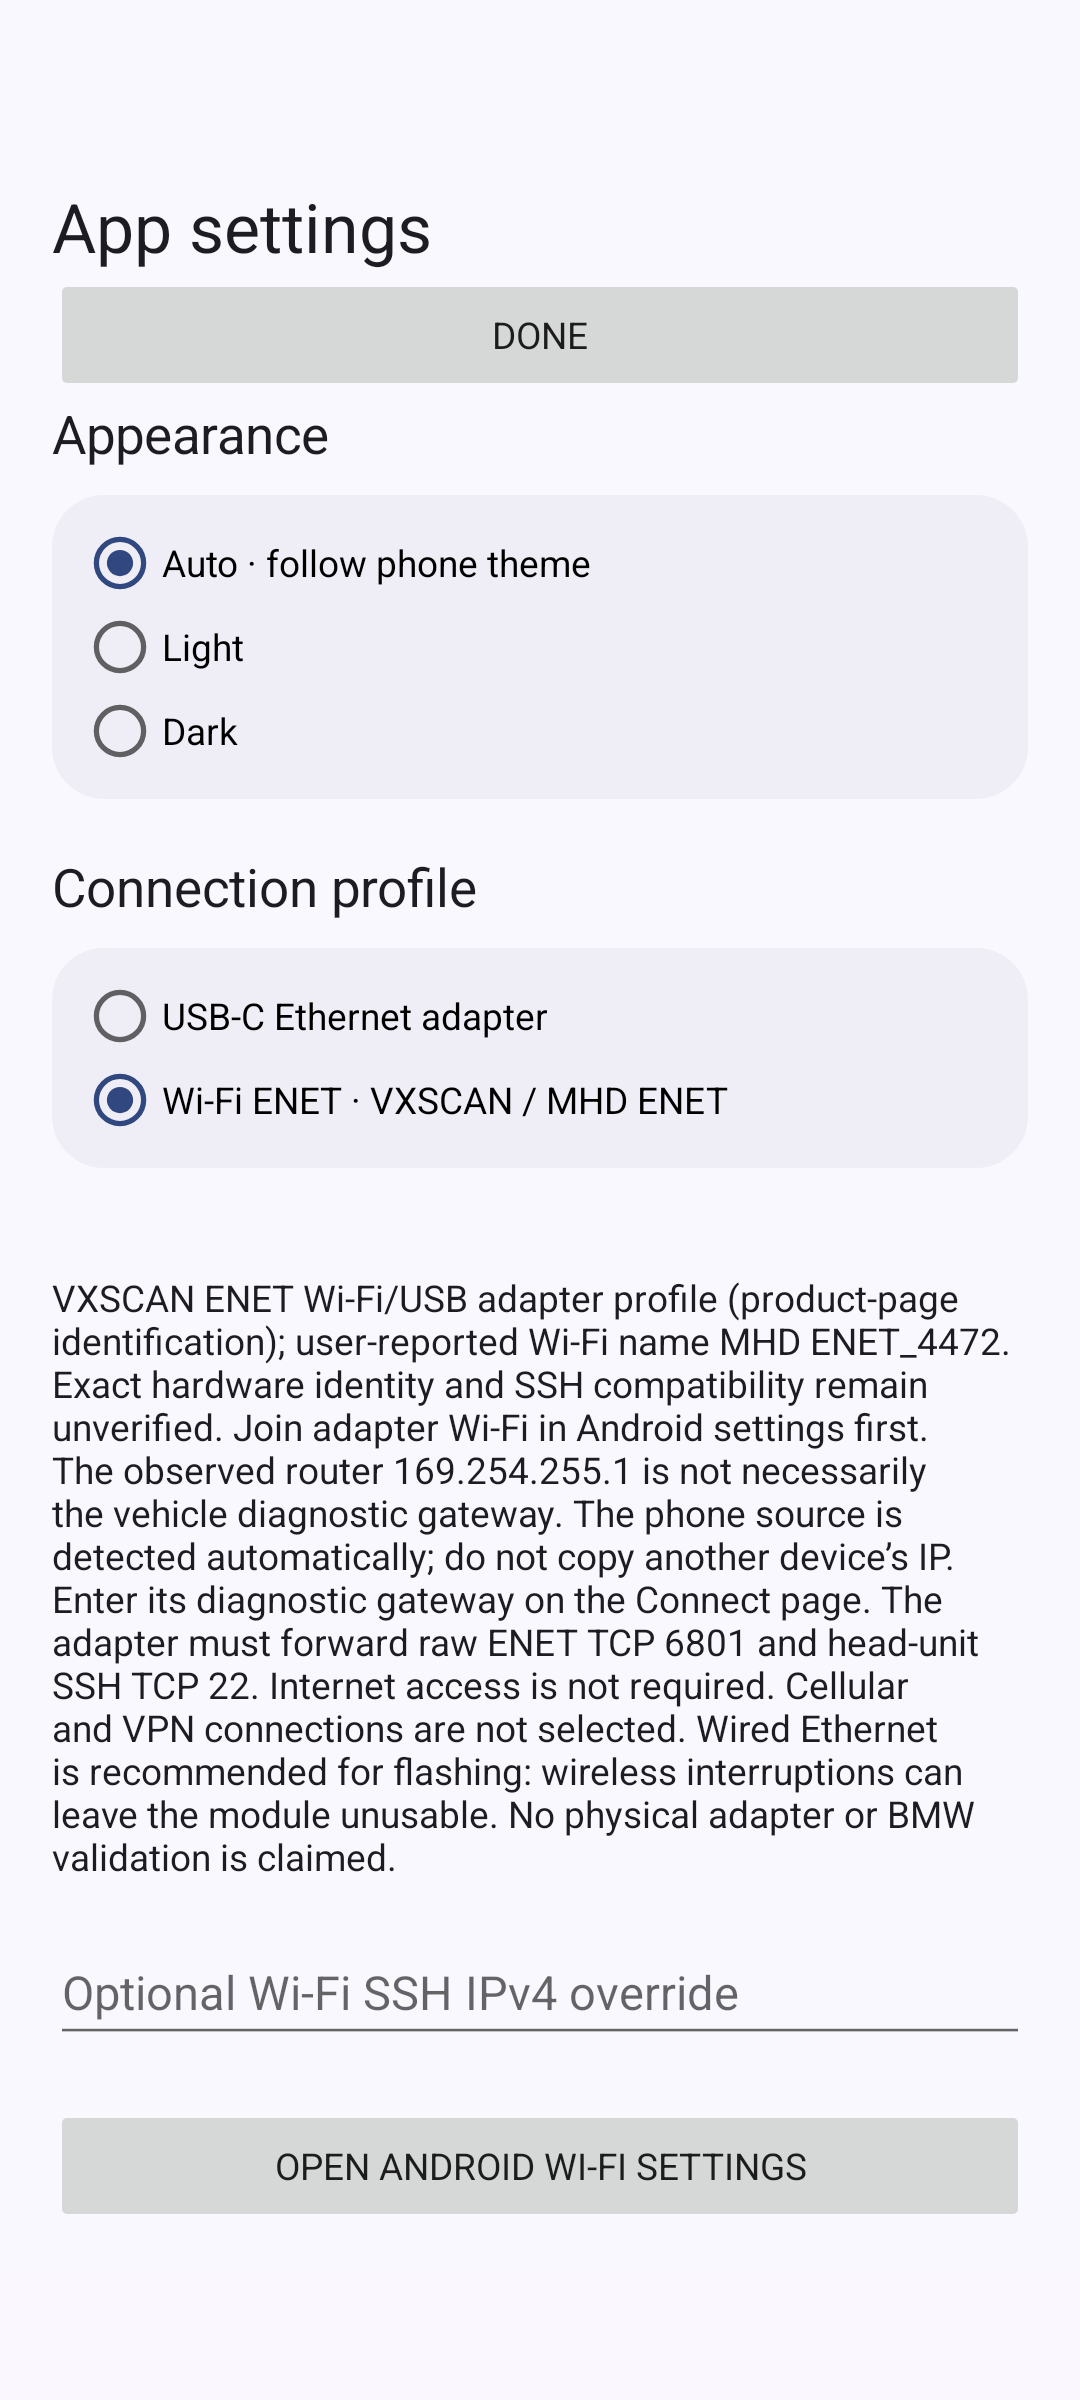 App settings
DONE
Appearance
Auto · follow phone theme
Light
Dark
Connection profile
USB-C Ethernet adapter
Wi-Fi ENET · VXSCAN / MHD ENET
VXSCAN ENET Wi-Fi/USB adapter profile (product-page
identification); user-reported Wi-Fi name MHD ENET_4472.
Exact hardware identity and SSH compatibility remain
unverified. Join adapter Wi-Fi in Android settings first.
The observed router 169.254.255.1 is not necessarily
the vehicle diagnostic gateway. The phone source is
detected automatically; do not copy another device’s IP.
Enter its diagnostic gateway on the Connect page. The
adapter must forward raw ENET TCP 6801 and head-unit
SSH TCP 22. Internet access is not required. Cellular
and VPN connections are not selected. Wired Ethernet
is recommended for flashing: wireless interruptions can
leave the module unusable. No physical adapter or BMW
validation is claimed.
Optional Wi-Fi SSH IPv4 override
OPEN ANDROID WI-FI SETTINGS